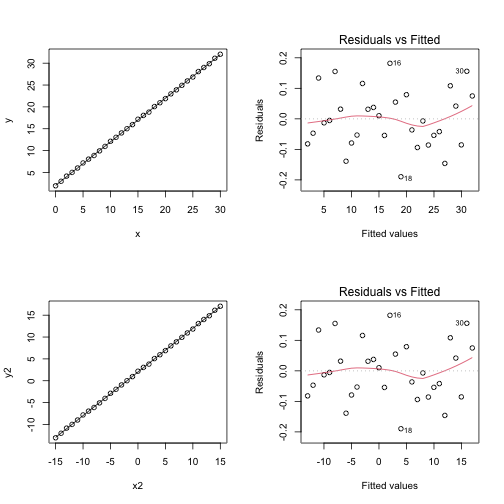 y
5 10 15 20 25 30
0 5 10 15 20 25 30
x
Residuals vs Fitted
Residuals
-0.2 -0.1 0.0 0.1 0.2
16
30
18
5 10 15 20 25 30
Fitted values
y2
-10 -5 0 5 10 15
-15 -10 -5 0 5 10 15
x2
Residuals vs Fitted
Residuals
-0.2 -0.1 0.0 0.1 0.2
16
30
18
-10 -5 0 5 10 15
Fitted values